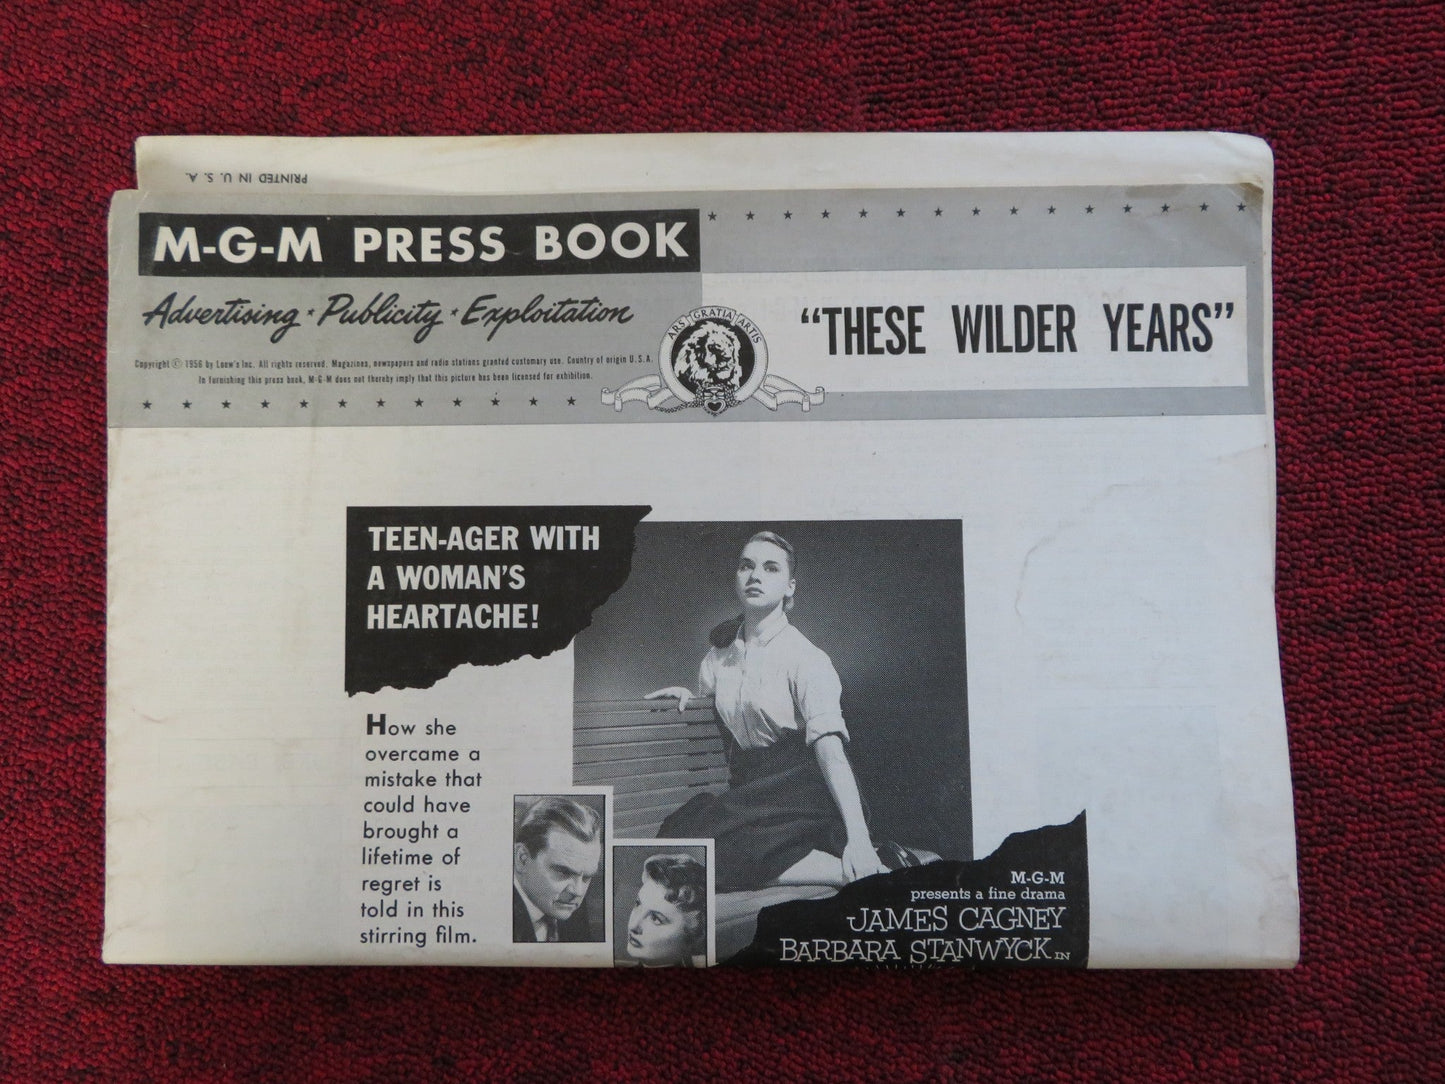 PRINTED IN U. S. A.
M-G-M PRESS BOOK
Advertising ★ Publicity ★ Exploitation
Copyright © 1956 by Loew's Inc. All rights reserved. Magazines, newspapers and radio stations granted customary use. Country of origin U.S.A.
In furnishing this press book, M-G-M does not thereby imply that this picture has been licensed for exhibition.
ARS GRATIA ARTIS
"THESE WILDER YEARS"
TEEN-AGER WITH
A WOMAN'S
HEARTACHE!
How she
overcame a
mistake that
could have
brought a
lifetime of
regret is
told in this
stirring film.
M-G-M
presents a fine drama
JAMES CAGNEY
BARBARA STANWYCK IN